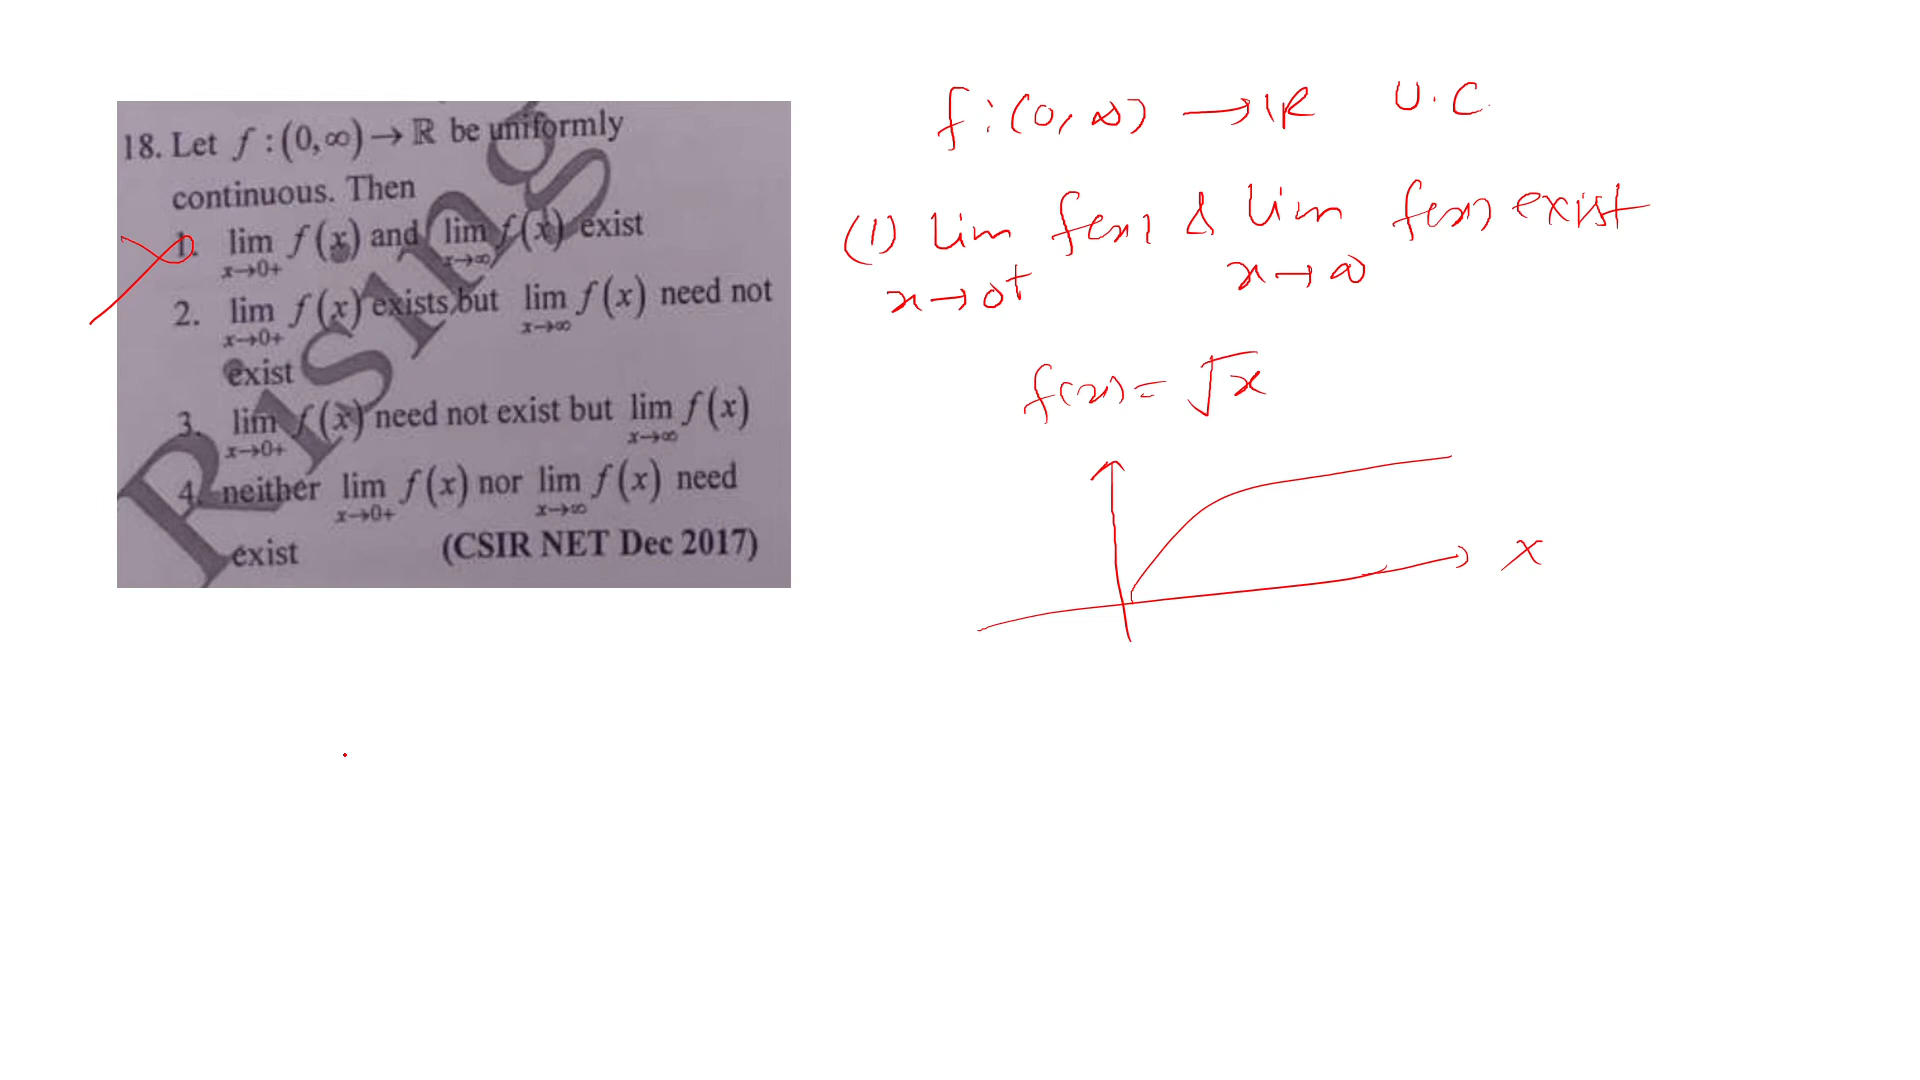 18. Let f : (0, ∞) → ℝ be uniformly
continuous. Then
1. lim f(x) and lim f(x) exist
x→0+ x→∞
2. lim f(x) exists, but lim f(x) need not
x→0+ x→∞
exist
3. lim f(x) need not exist but lim f(x)
x→0+ x→∞
4. neither lim f(x) nor lim f(x) need
x→0+ x→∞
exist (CSIR NET Dec 2017)
Rising
f : (0, ∞) → ℝ U.C.
(1) lim f(x) & lim f(x) exist
x→0+ x→∞
f(x) = √x
x